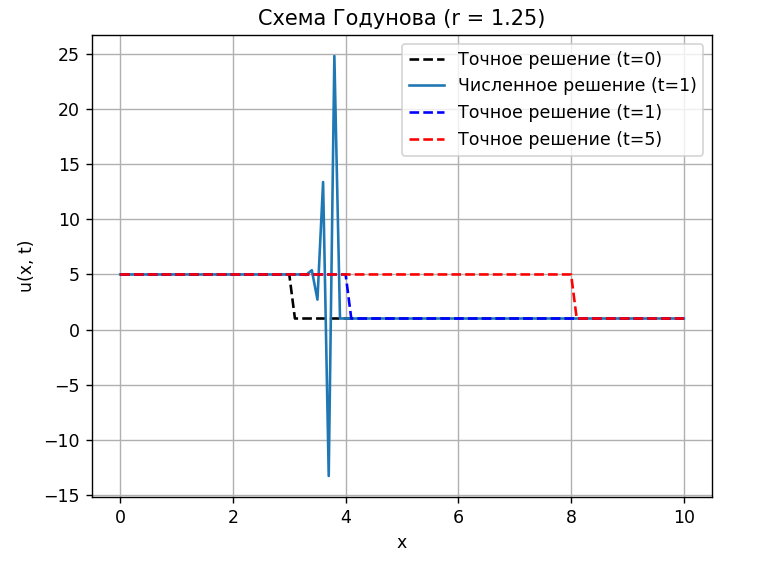 Схема Годунова (r = 1.25)
Точное решение (t=0)
Численное решение (t=1)
Точное решение (t=1)
Точное решение (t=5)
u(x, t)
25
20
15
10
5
0
−5
−10
−15
0 2 4 6 8 10
x